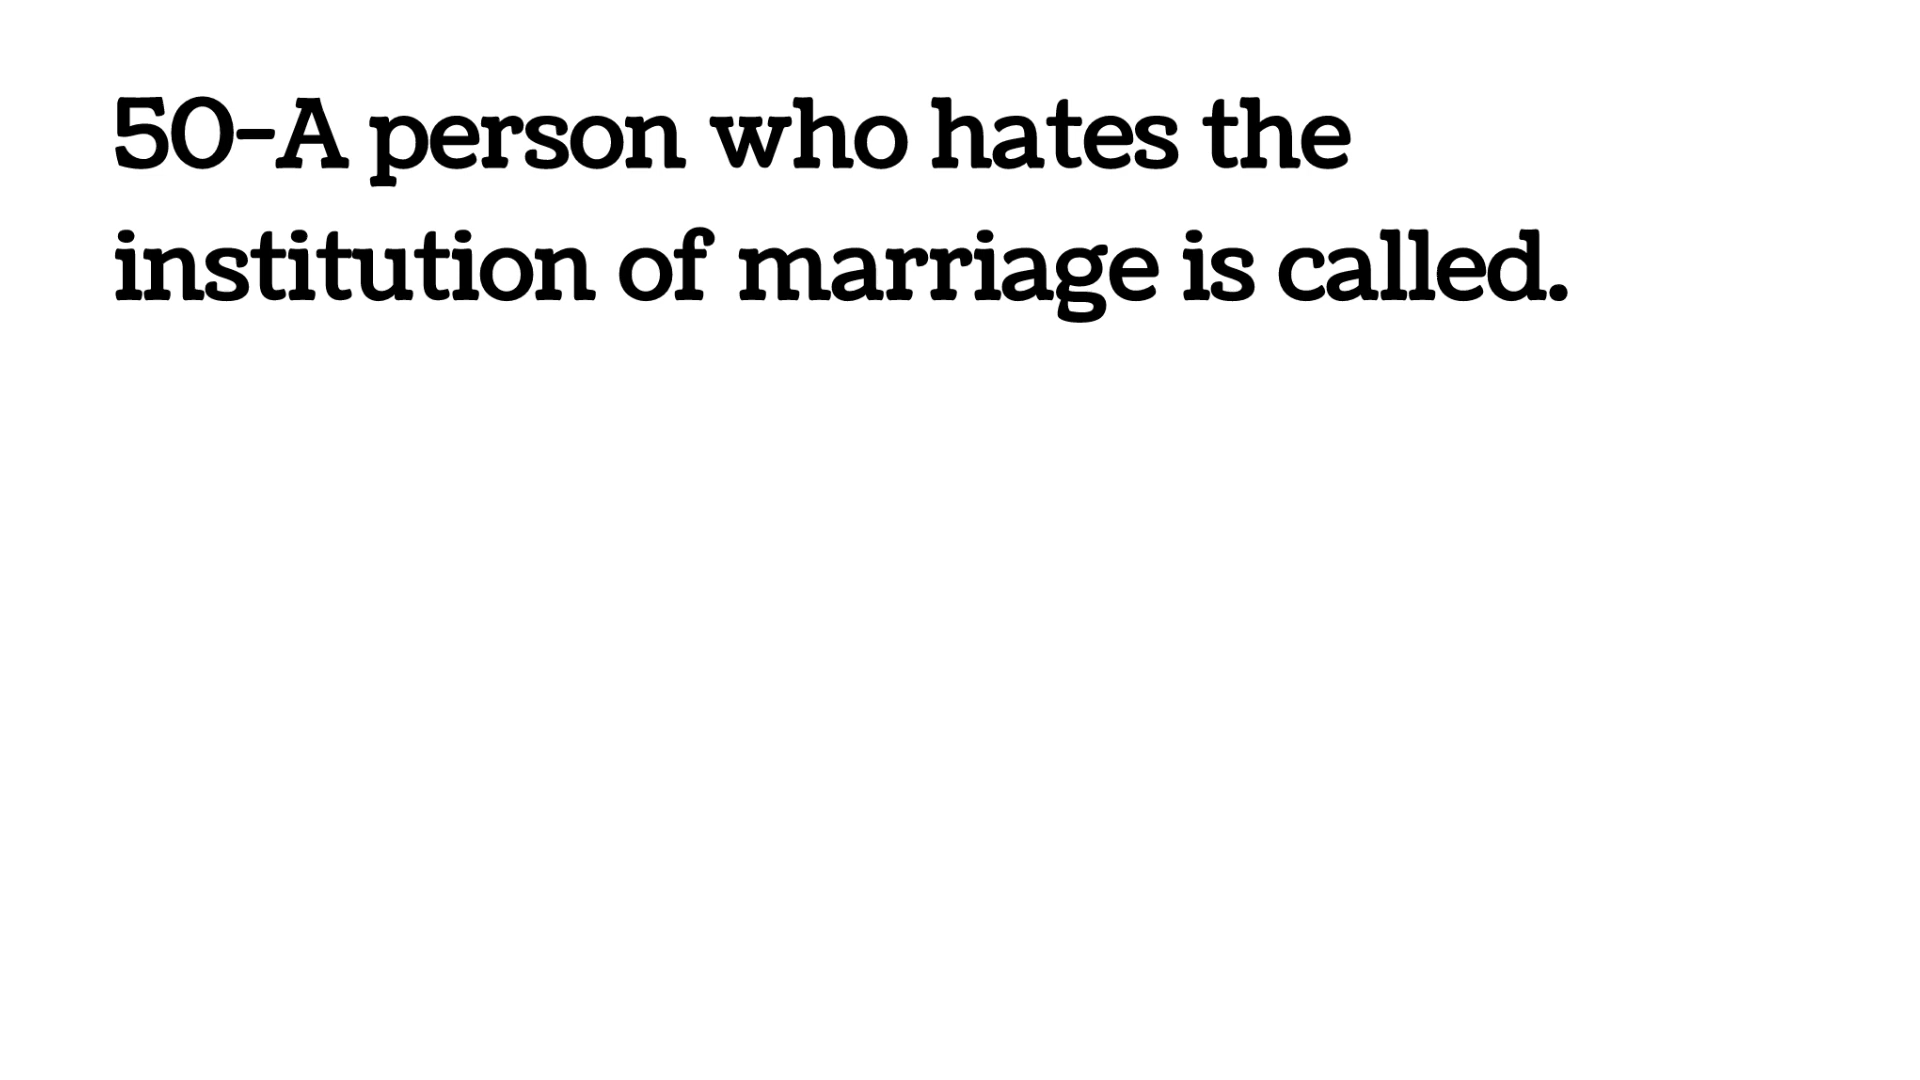 50-A person who hates the
institution of marriage is called.